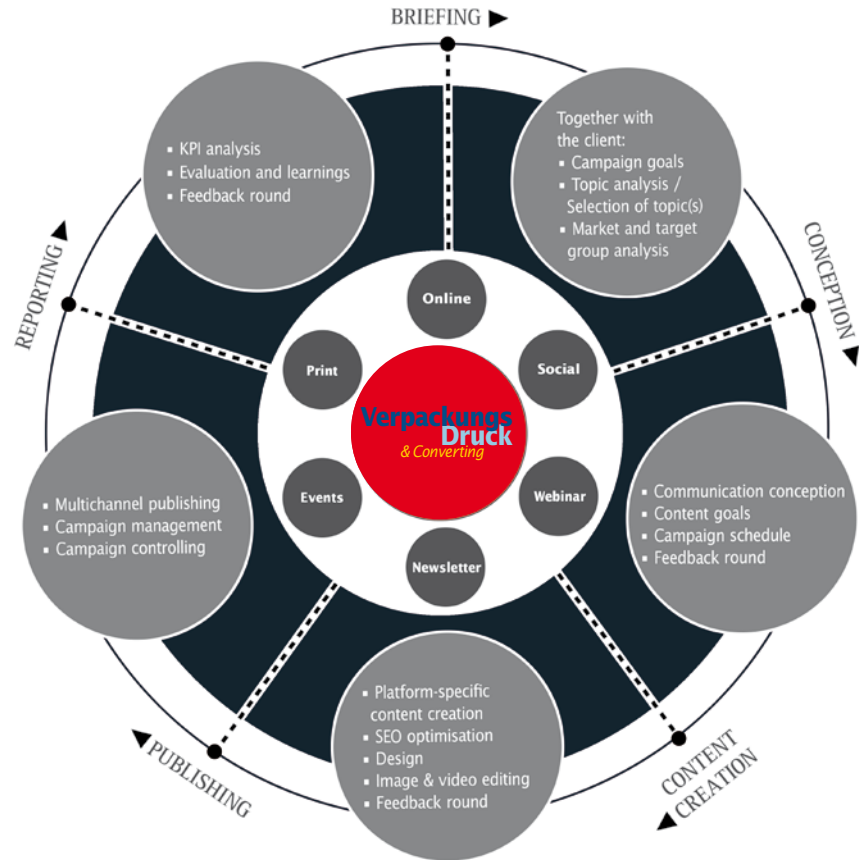 BRIEFING ►
Together with
the client:
▪ Campaign goals
▪ Topic analysis /
Selection of topic(s)
▪ Market and target
group analysis
CONCEPTION ►
▪ Communication conception
▪ Content goals
▪ Campaign schedule
▪ Feedback round
CONTENT
CREATION ►
▪ Platform-specific
content creation
▪ SEO optimisation
▪ Design
▪ Image & video editing
▪ Feedback round
PUBLISHING ►
▪ Multichannel publishing
▪ Campaign management
▪ Campaign controlling
REPORTING ►
▪ KPI analysis
▪ Evaluation and learnings
▪ Feedback round
Online
Social
Webinar
Newsletter
Events
Print
Verpackungs
Druck
& Converting